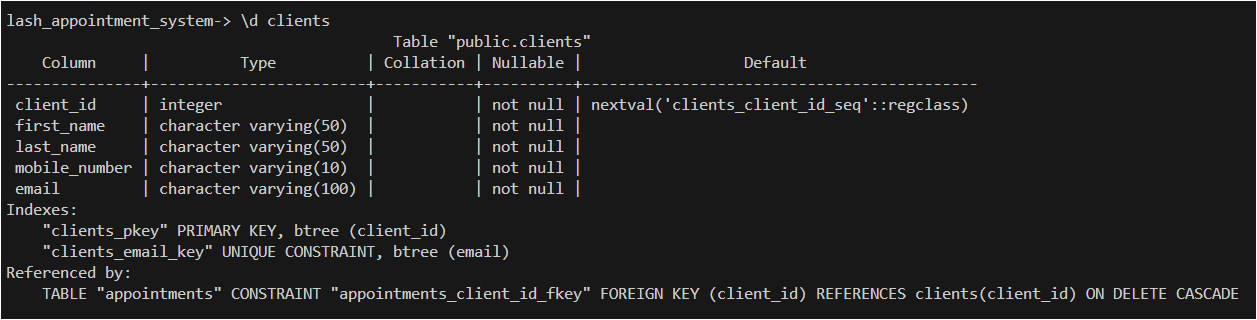 lash_appointment_system-> \d clients
                                     Table "public.clients"
    Column     |          Type          | Collation | Nullable |                Default
---------------+------------------------+-----------+----------+--------------------------------------
 client_id     | integer                |           | not null | nextval('clients_client_id_seq'::regclass)
 first_name    | character varying(50)  |           | not null |
 last_name     | character varying(50)  |           | not null |
 mobile_number | character varying(10)  |           | not null |
 email         | character varying(100) |           | not null |
Indexes:
    "clients_pkey" PRIMARY KEY, btree (client_id)
    "clients_email_key" UNIQUE CONSTRAINT, btree (email)
Referenced by:
    TABLE "appointments" CONSTRAINT "appointments_client_id_fkey" FOREIGN KEY (client_id) REFERENCES clients(client_id) ON DELETE CASCADE